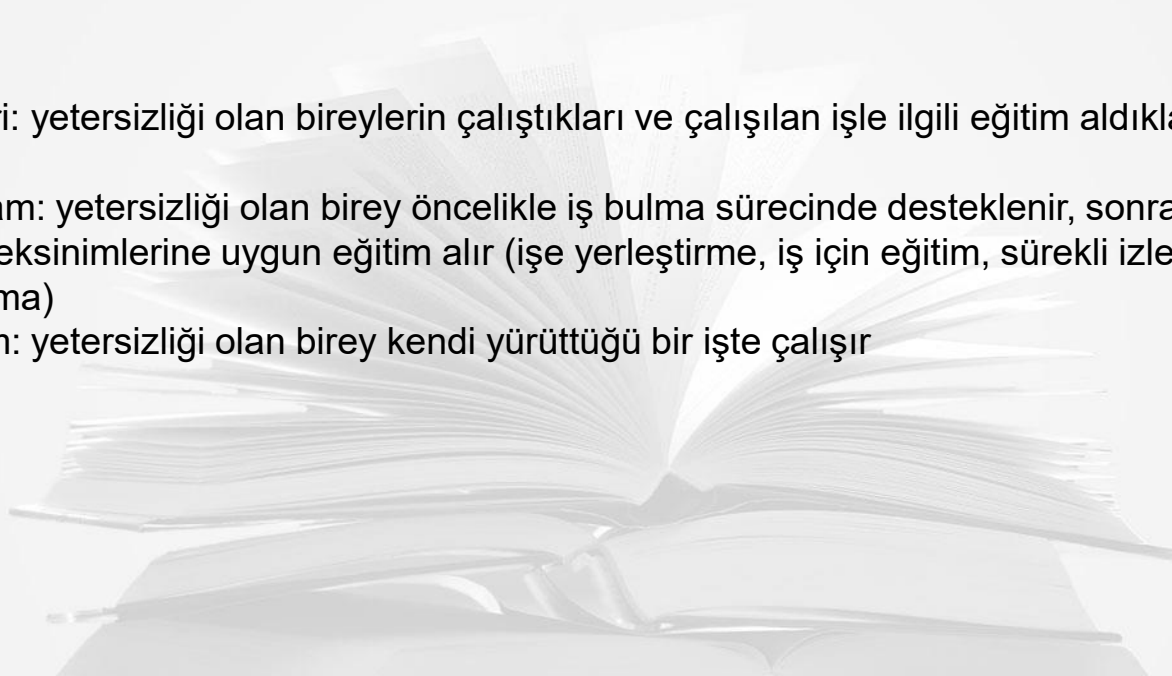 i: yetersizliği olan bireylerin çalıştıkları ve çalışılan işle ilgili eğitim aldıkla
am: yetersizliği olan birey öncelikle iş bulma sürecinde desteklenir, sonra
eksinimlerine uygun eğitim alır (işe yerleştirme, iş için eğitim, sürekli izle
ma)
m: yetersizliği olan birey kendi yürüttüğü bir işte çalışır